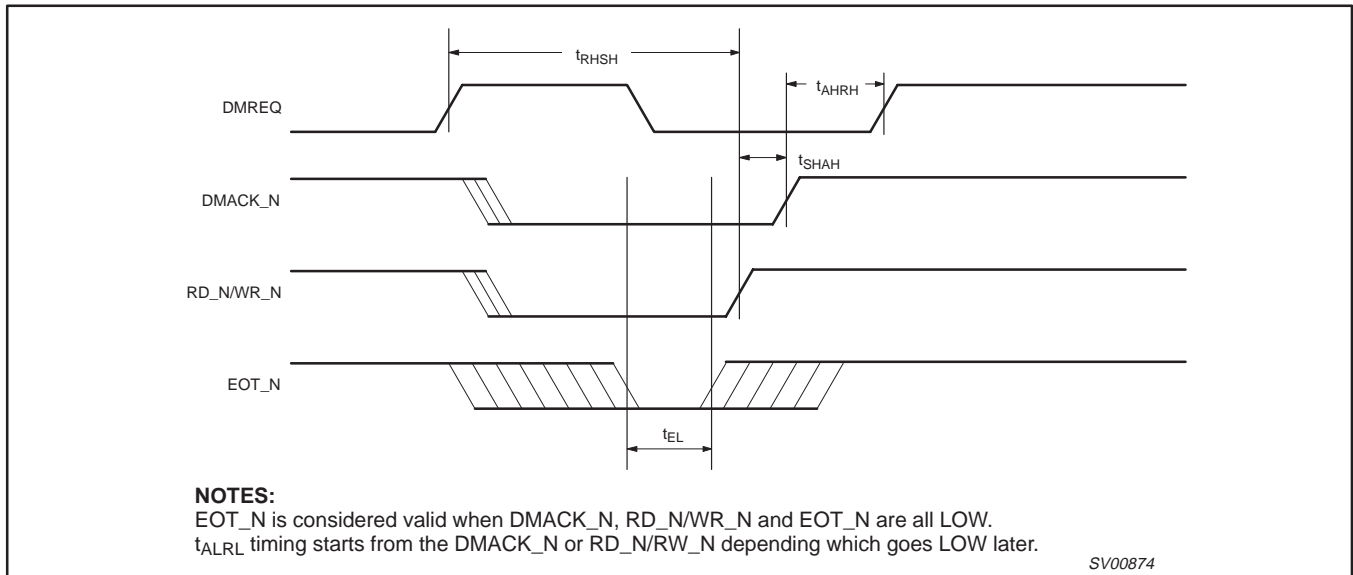 tRHSH
DMREQ
tAHRH
tSHAH
DMACK_N
RD_N/WR_N
EOT_N
tEL
NOTES:
EOT_N is considered valid when DMACK_N, RD_N/WR_N and EOT_N are all LOW.
tALRL timing starts from the DMACK_N or RD_N/RW_N depending which goes LOW later.
SV00874